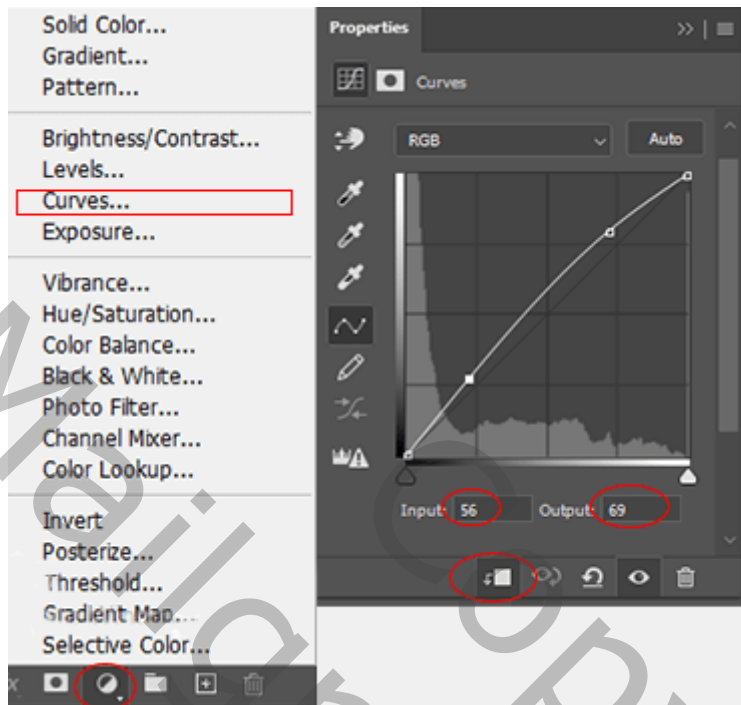 Solid Color...
Gradient...
Pattern...
Brightness/Contrast...
Levels...
Curves...
Exposure...
Vibrance...
Hue/Saturation...
Color Balance...
Black & White...
Photo Filter...
Channel Mixer...
Color Lookup...
Invert
Posterize...
Threshold...
Gradient Map...
Selective Color...
Properties
Curves
RGB Auto
Input: 56 Output: 69